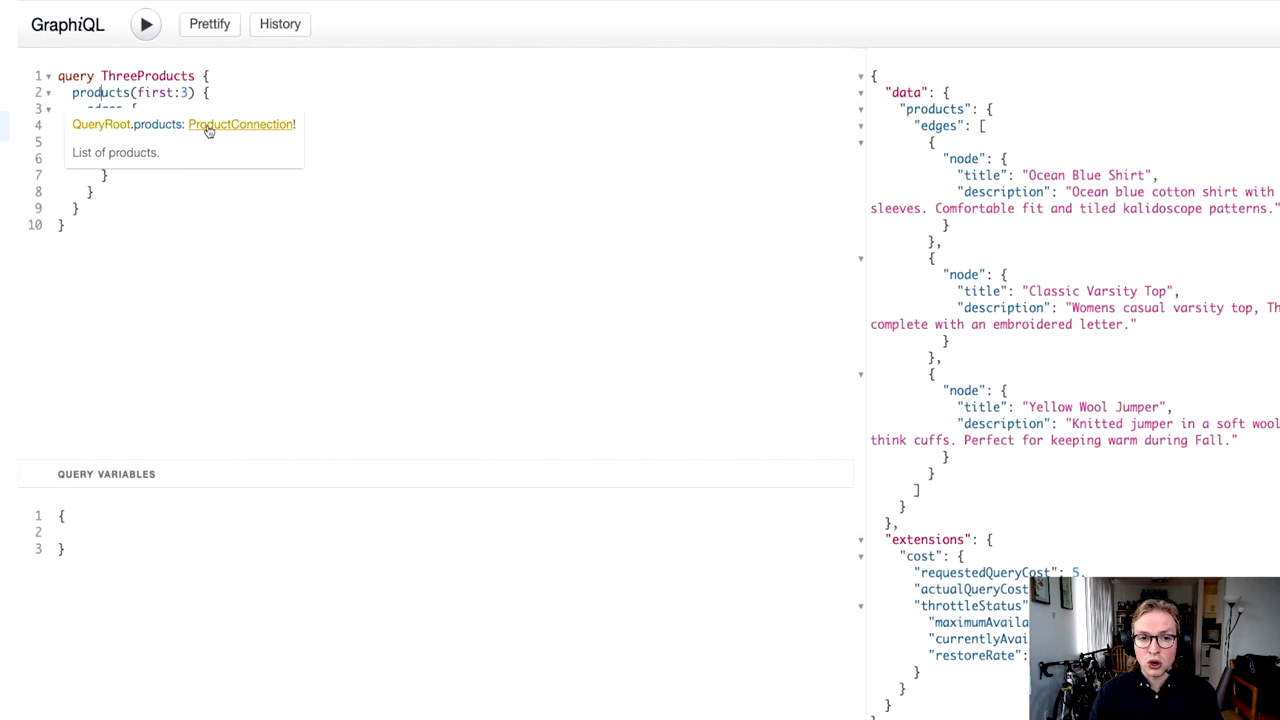 GraphiQL
Prettify
History
1 query ThreeProducts {
2 products(first:3) {
3 edges {
4
5
6
7 }
8 }
9 }
10 }
QueryRoot.products: ProductConnection!
List of products.
QUERY VARIABLES
1 {
2
3 }
{
"data": {
"products": {
"edges": [
{
"node": {
"title": "Ocean Blue Shirt",
"description": "Ocean blue cotton shirt with
sleeves. Comfortable fit and tiled kalidoscope patterns."
}
},
{
"node": {
"title": "Classic Varsity Top",
"description": "Womens casual varsity top, Th
complete with an embroidered letter."
}
},
{
"node": {
"title": "Yellow Wool Jumper",
"description": "Knitted jumper in a soft wool
think cuffs. Perfect for keeping warm during Fall."
}
}
]
}
},
"extensions": {
"cost": {
"requestedQueryCost": 5,
"actualQueryCost
"throttleStatus"
"maximumAvaila
"currentlyAvai
"restoreRate":
}
}
}